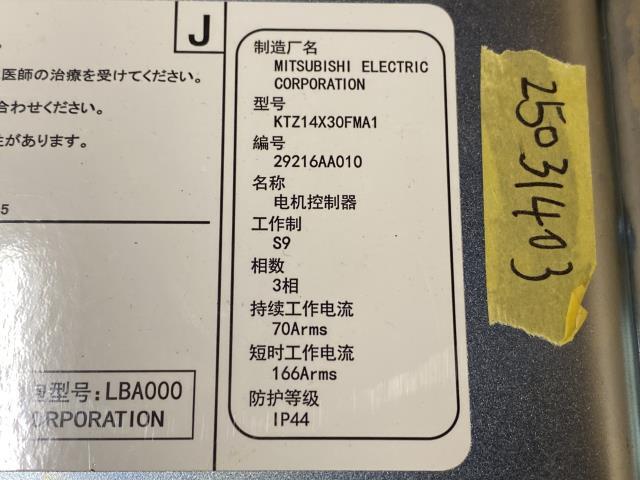 J
医師の治療を受けてください。
合わせください。
があります。
5
型号:LBA000
CORPORATION
制造厂名
MITSUBISHI ELECTRIC
CORPORATION
型号
KTZ14X30FMA1
编号
29216AA010
名称
电机控制器
工作制
S9
相数
3相
持续工作电流
70Arms
短时工作电流
166Arms
防护等级
IP44
25031403